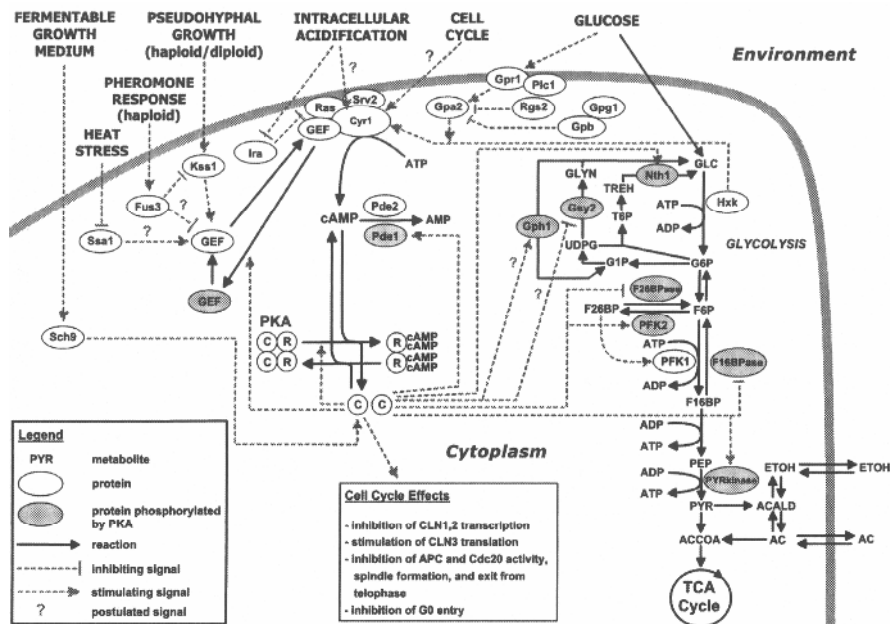 FERMENTABLE
GROWTH
MEDIUM
PSEUDOHYPHAL
GROWTH
(haploid/diploid)
INTRACELLULAR
ACIDIFICATION
CELL
CYCLE
GLUCOSE
Environment
PHEROMONE
RESPONSE
(haploid)
HEAT
STRESS
?
?
?
?
?
?
?
Kss1
Fus3
Ssa1
Sch9
GEF
GEF
Ira
Ras
GEF
Srv2
Cyr1
Gpr1
Plc1
Gpa2
Rgs2
Gpg1
Gpb
ATP
cAMP
AMP
Pde2
Pde1
GLYN
TREH
T6P
UDPG
G1P
Gph1
Gsy2
Nth1
GLC
Hxk
ATP
ADP
GLYCOLYSIS
G6P
F26BPase
F26BP
F6P
PFK2
ATP
PFK1
ADP
F16BPase
F16BP
ADP
ATP
PEP
ADP
ATP
PYRkinase
PYR
ACALD
ETOH
ETOH
ACCOA
AC
AC
TCA
Cycle
PKA
C R
C R
R cAMP
cAMP
R cAMP
cAMP
C C
Cytoplasm
Legend
PYR metabolite
protein
protein phosphorylated
by PKA
reaction
inhibiting signal
stimulating signal
? postulated signal
Cell Cycle Effects
- inhibition of CLN1,2 transcription
- stimulation of CLN3 translation
- inhibition of APC and Cdc20 activity,
spindle formation, and exit from
telophase
- inhibition of G0 entry